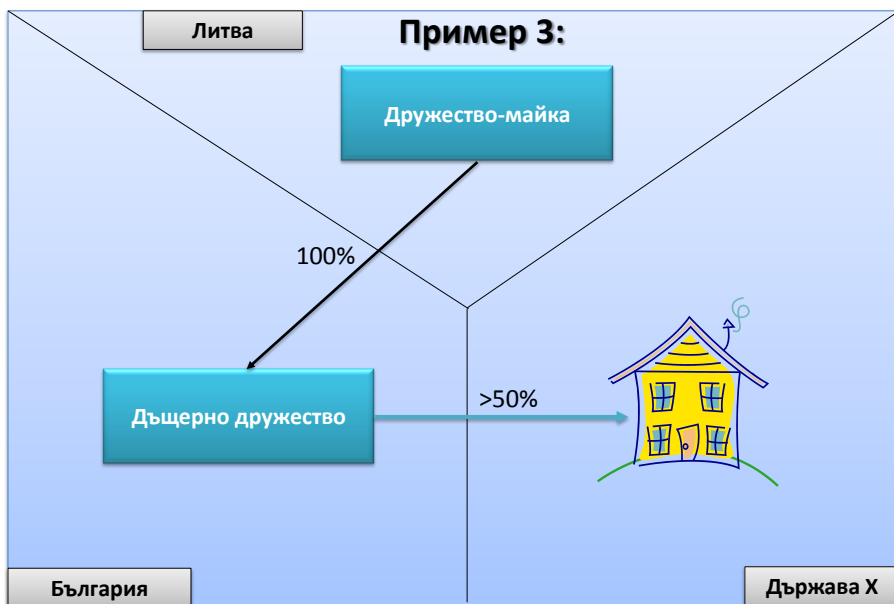 Литва
Пример 3:
Дружество-майка
100%
Дъщерно дружество
>50%
България
Държава X